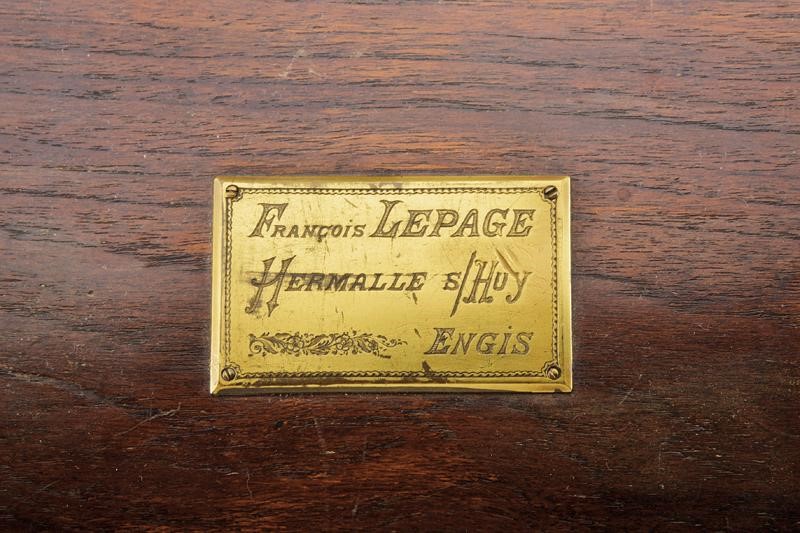 François LEPAGE
HERMALLE S/HUY
ENGIS